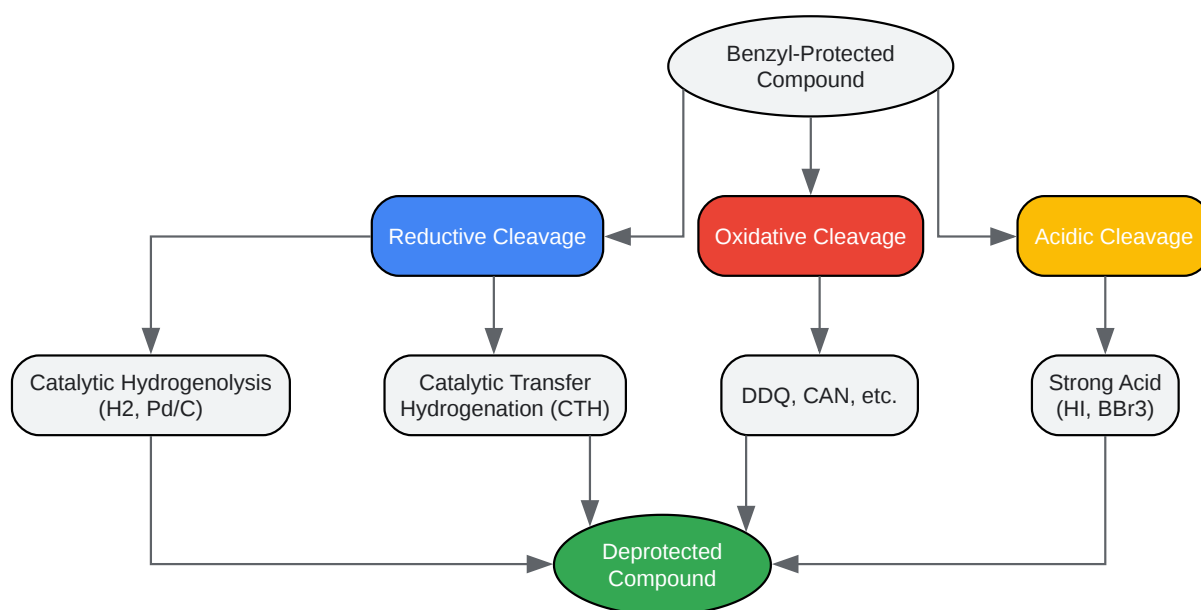 Benzyl-Protected
Compound
Reductive Cleavage
Oxidative Cleavage
Acidic Cleavage
Catalytic Hydrogenolysis
(H2, Pd/C)
Catalytic Transfer
Hydrogenation (CTH)
DDQ, CAN, etc.
Strong Acid
(HI, BBr3)
Deprotected
Compound